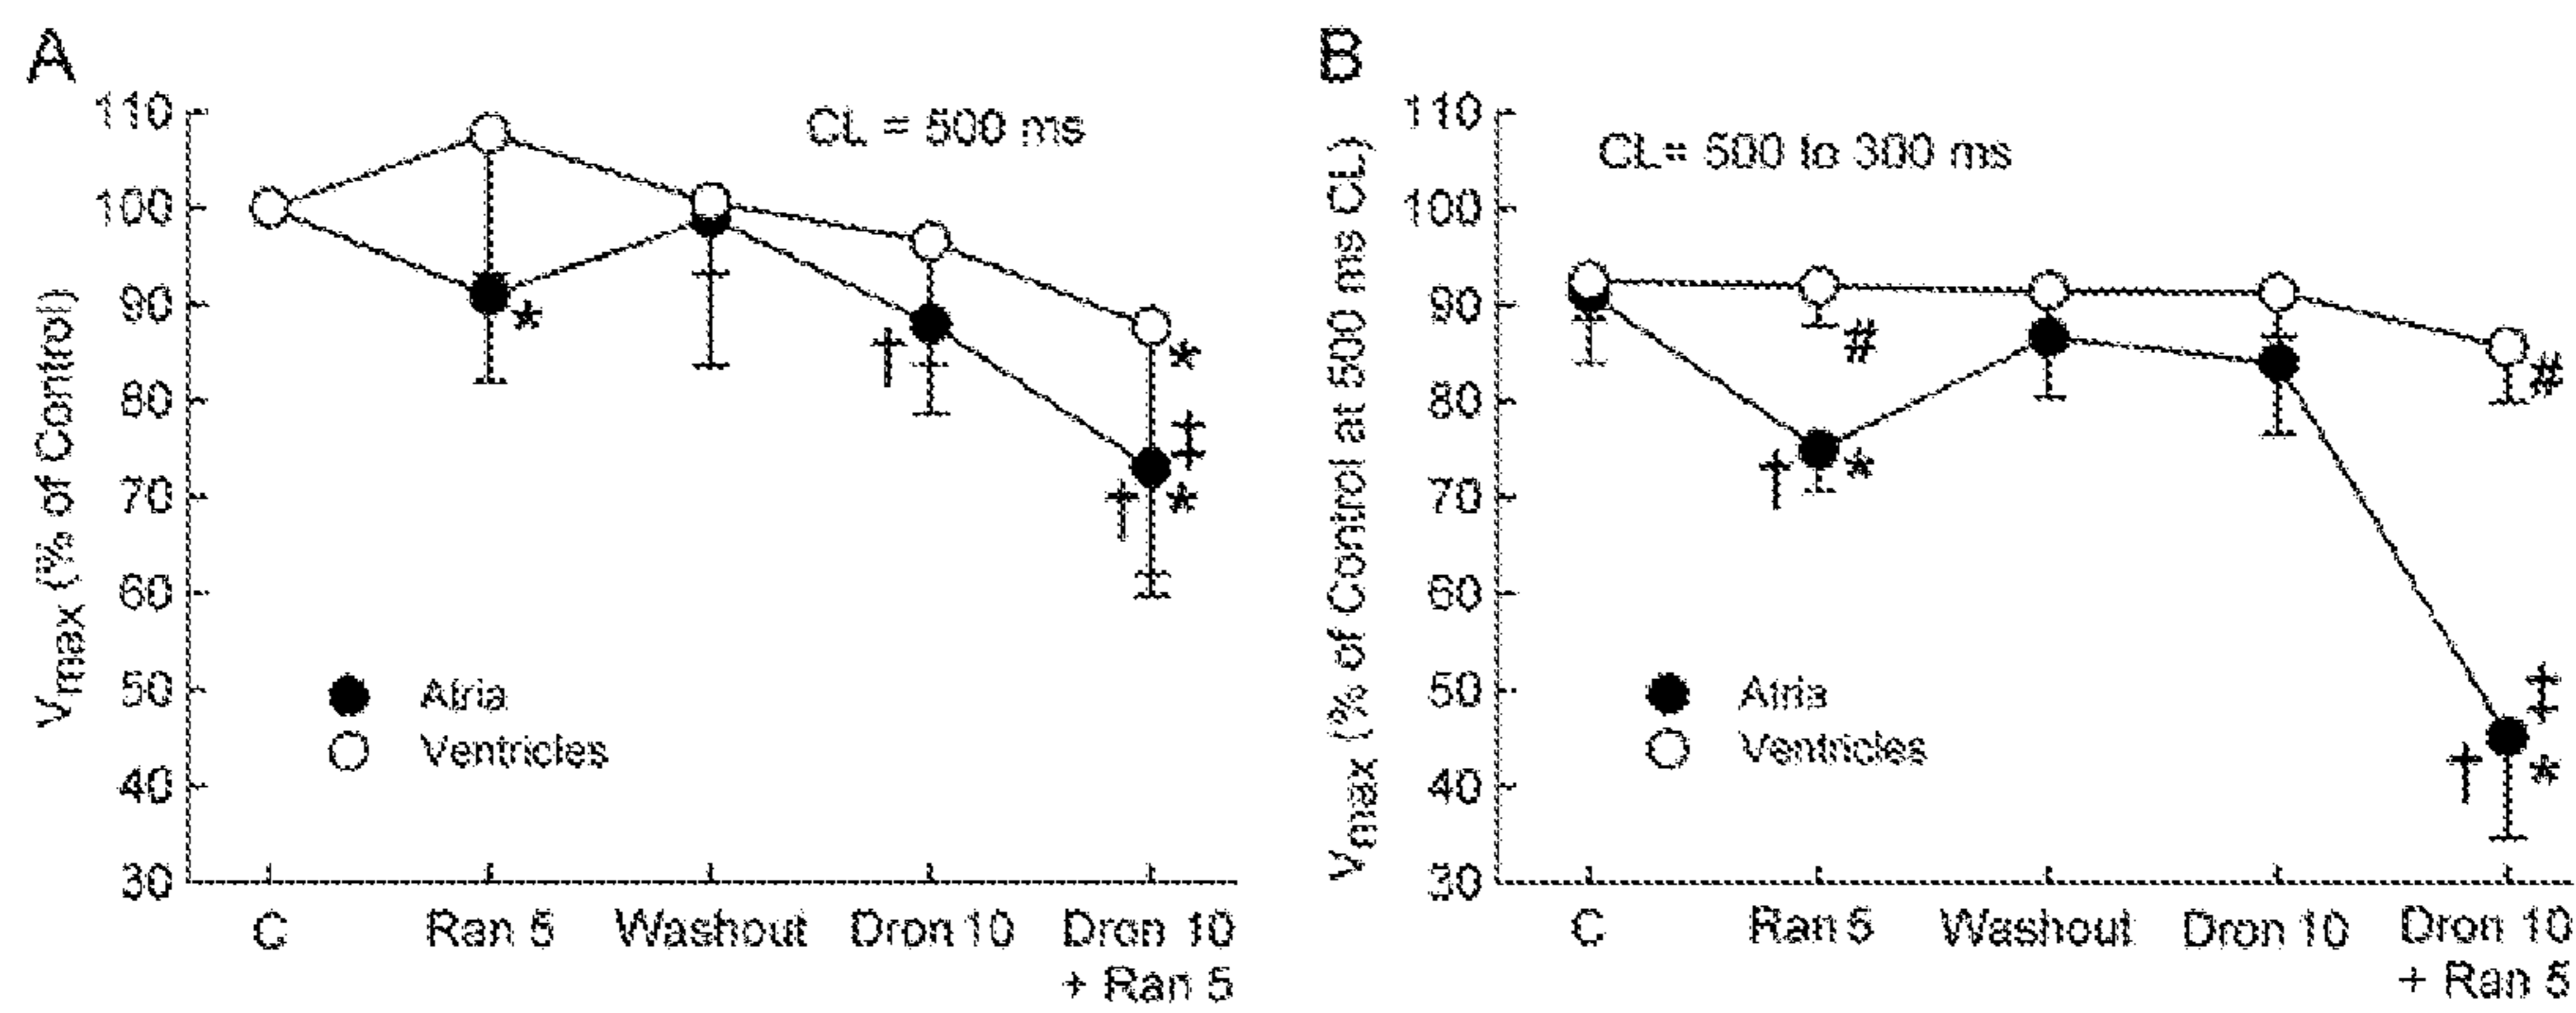 A
V max (% of Control)
110
100
90
80
70
60
50
40
30
CL = 500 ms
*
†
*
‡
†
*
Atria
Ventricles
C
Ran 5
Washout
Dron 10
Dron 10
+ Ran 5
B
V max (% of Control at 500 ms CL)
110
100
90
80
70
60
50
40
30
CL= 500 to 300 ms
#
†
*
#
‡
†
*
Atria
Ventricles
C
Ran 5
Washout
Dron 10
Dron 10
+ Ran 5